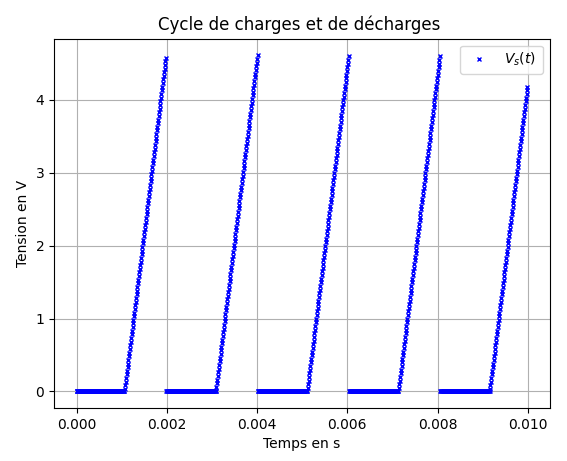 Cycle de charges et de décharges
V_s(t)
Tension en V
4
3
2
1
0
0.000 0.002 0.004 0.006 0.008 0.010
Temps en s